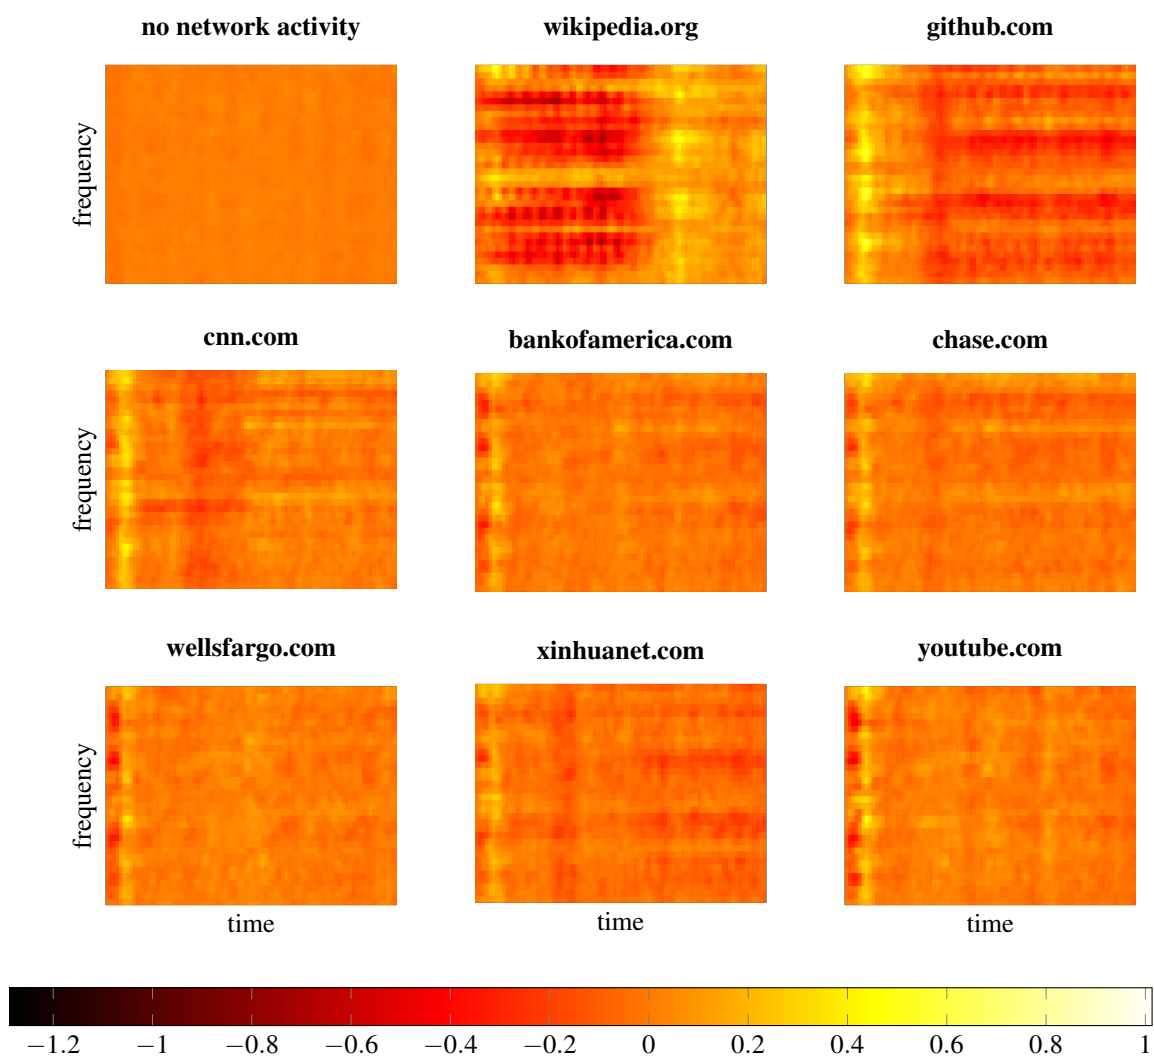 no network activity
wikipedia.org
github.com
frequency
cnn.com
bankofamerica.com
chase.com
frequency
wellsfargo.com
xinhuanet.com
youtube.com
frequency
time
time
time
−1.2 −1 −0.8 −0.6 −0.4 −0.2 0 0.2 0.4 0.6 0.8 1